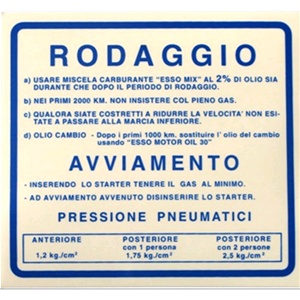 RODAGGIO
a) USARE MISCELA CARBURANTE "ESSO MIX" AL 2% DI OLIO SIA
DURANTE CHE DOPO IL PERIODO DI RODAGGIO.
b) NEI PRIMI 2000 KM. NON INSISTERE COL PIENO GAS.
c) QUALORA SIATE COSTRETTI A RIDURRE LA VELOCITA' NON ESI-
TATE A PASSARE ALLA MARCIA INFERIORE.
d) OLIO CAMBIO - Dopo i primi 1000 km. sostituire l' olio del cambio
usando "ESSO MOTOR OIL 30"
AVVIAMENTO
- INSERENDO LO STARTER TENERE IL GAS AL MINIMO.
- AD AVVIAMENTO AVVENUTO DISINSERIRE LO STARTER.
PRESSIONE PNEUMATICI
ANTERIORE POSTERIORE POSTERIORE
con 1 persona con 2 persone
1,2 kg./cm² 1,75 kg./cm² 2,5 kg./cm²